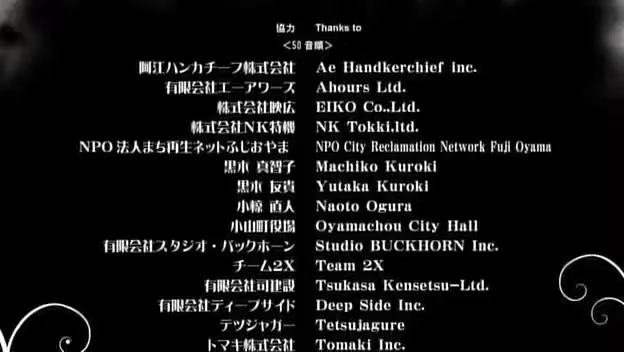 協力 Thanks to
＜50音順＞
阿江ハンカチーフ株式会社 Ae Handkerchief inc.
有限会社エーアワーズ Ahours Ltd.
株式会社映広 EIKO Co.,Ltd.
株式会社NK特機 NK Tokki,ltd.
NPO法人まち再生ネットふじおやま NPO City Reclamation Network Fuji Oyama
黒木 真智子 Machiko Kuroki
黒木 友貴 Yutaka Kuroki
小椋 直人 Naoto Ogura
小山町役場 Oyamachou City Hall
有限会社スタジオ・バックホーン Studio BUCKHORN Inc.
チーム2X Team 2X
有限会社司建設 Tsukasa Kensetsu-Ltd.
有限会社ディープサイド Deep Side Inc.
テツジャガー Tetsujagure
トマキ株式会社 Tomaki Inc.